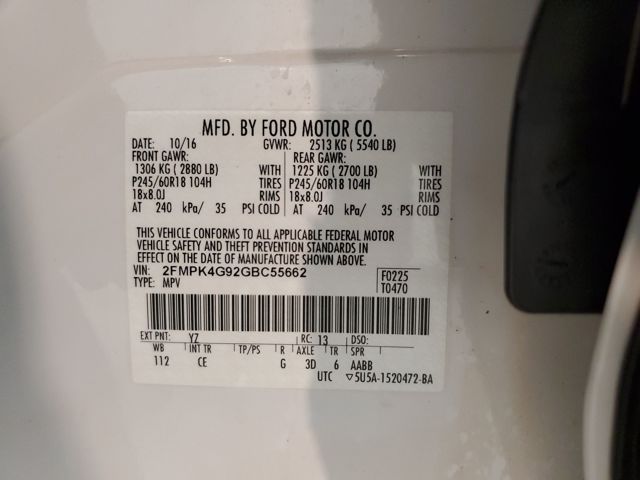 MFD. BY FORD MOTOR CO.
DATE: 10/16 GVWR: 2513 KG ( 5540 LB)
FRONT GAWR: REAR GAWR:
1306 KG ( 2880 LB) WITH 1225 KG ( 2700 LB) WITH
P245/60R18 104H TIRES P245/60R18 104H TIRES
18x8.0J RIMS 18x8.0J RIMS
AT 240 kPa/ 35 PSI COLD AT 240 kPa/ 35 PSI COLD
THIS VEHICLE CONFORMS TO ALL APPLICABLE FEDERAL MOTOR
VEHICLE SAFETY AND THEFT PREVENTION STANDARDS IN
EFFECT ON THE DATE OF MANUFACTURE SHOWN ABOVE.
VIN: 2FMPK4G92GBC55662 F0225
TYPE: MPV T0470
EXT PNT: YZ RC: 13 DSO:
WB INT TR TP/PS R AXLE TR SPR
112 CE G 3D 6 AABB
UTC ▽5U5A-1520472-BA